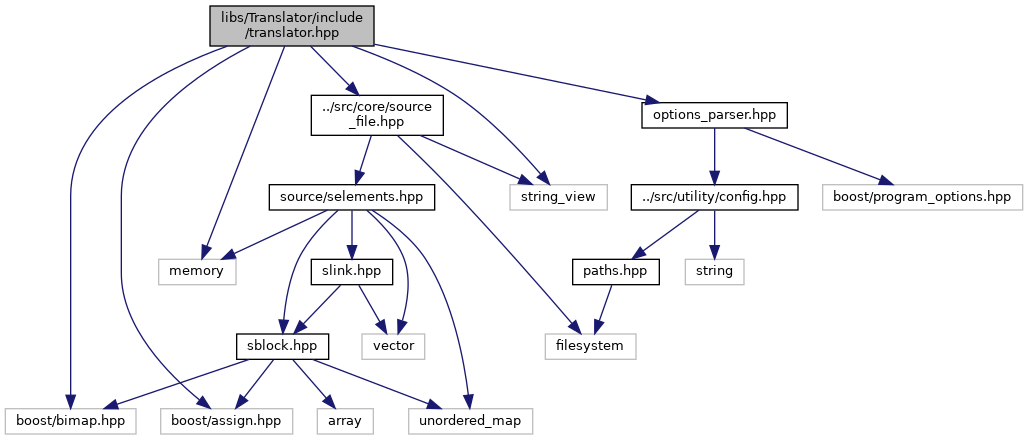 libs/Translator/include
/translator.hpp
../src/core/source
_file.hpp
options_parser.hpp
source/selements.hpp
string_view
../src/utility/config.hpp
boost/program_options.hpp
memory
slink.hpp
paths.hpp
string
sblock.hpp
vector
filesystem
boost/bimap.hpp
boost/assign.hpp
array
unordered_map